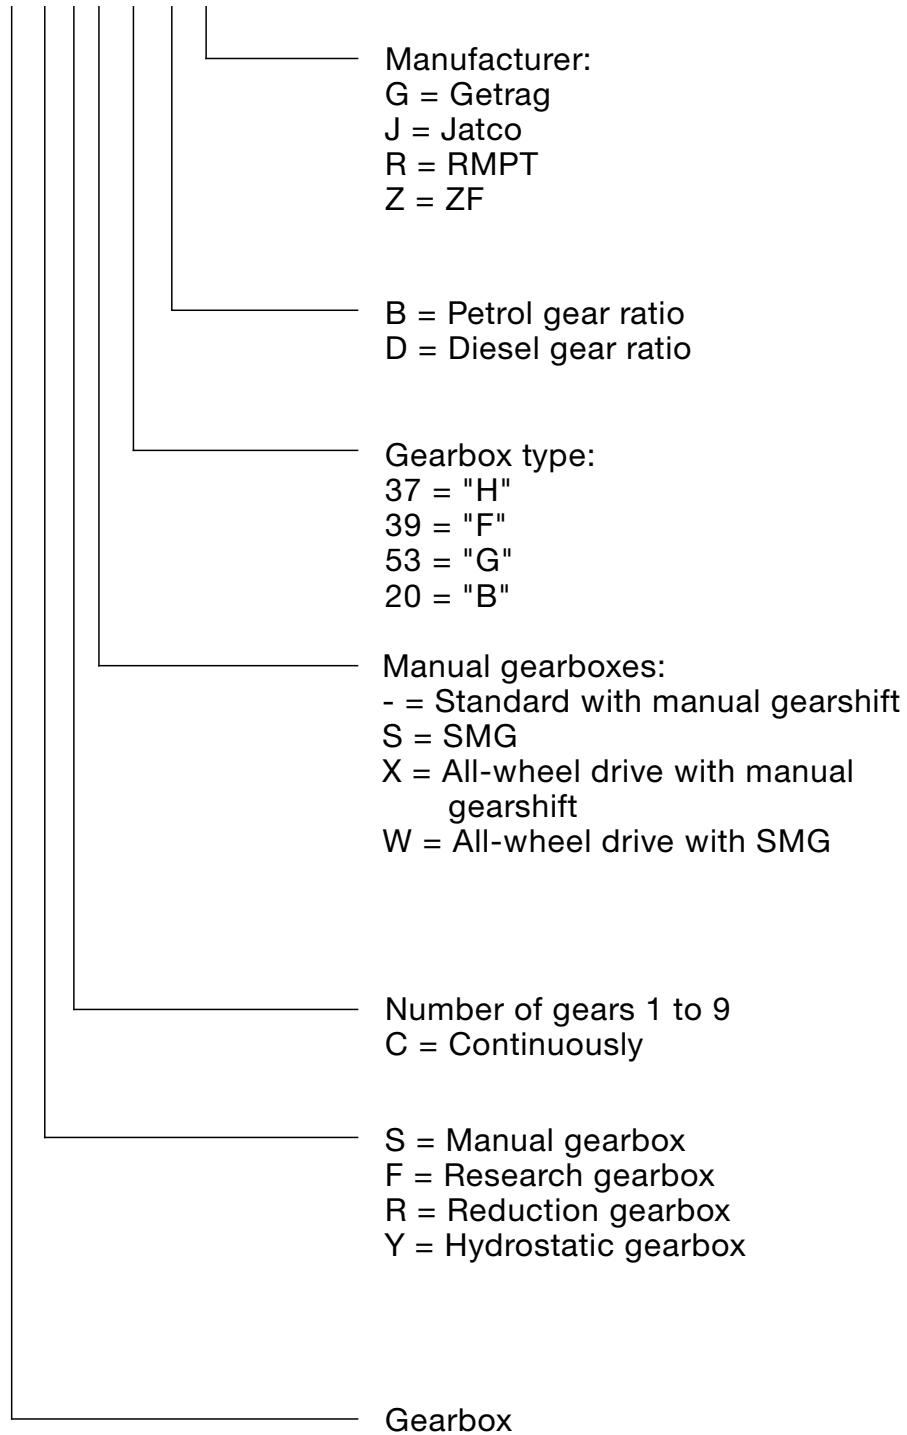 Manufacturer:
G = Getrag
J = Jatco
R = RMPT
Z = ZF
B = Petrol gear ratio
D = Diesel gear ratio
Gearbox type:
37 = "H"
39 = "F"
53 = "G"
20 = "B"
Manual gearboxes:
- = Standard with manual gearshift
S = SMG
X = All-wheel drive with manual
gearshift
W = All-wheel drive with SMG
Number of gears 1 to 9
C = Continuously
S = Manual gearbox
F = Research gearbox
R = Reduction gearbox
Y = Hydrostatic gearbox
Gearbox